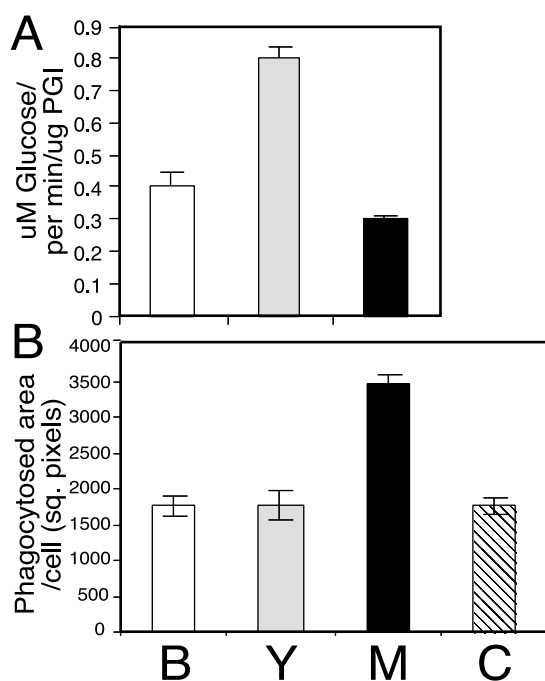 A
uM Glucose/
per min/ug PGI
0.9
0.8
0.7
0.6
0.5
0.4
0.3
0.2
0.1
0
B
Phagocytosed area
/cell (sq. pixels)
4000
3500
3000
2500
2000
1500
1000
500
0
B Y M C